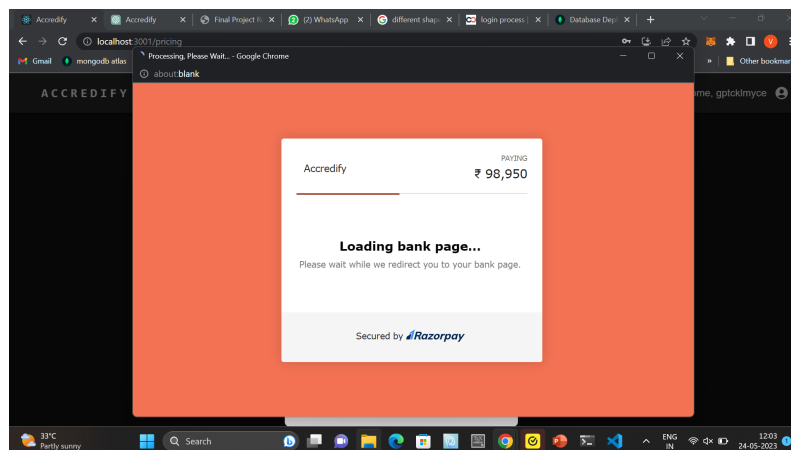 Accredify
Accredify
Final Project R
(2) WhatsApp
different shape
login process |
Database Depl
localhost:3001/pricing
Gmail
mongodb atlas
Other bookmar
Processing, Please Wait... - Google Chrome
about:blank
ACCREDIFY
ome, gptcklmyce
Accredify
PAYING
₹ 98,950
Loading bank page...
Please wait while we redirect you to your bank page.
Secured by Razorpay
33°C
Partly sunny
Search
ENG
IN
12:03
24-05-2023